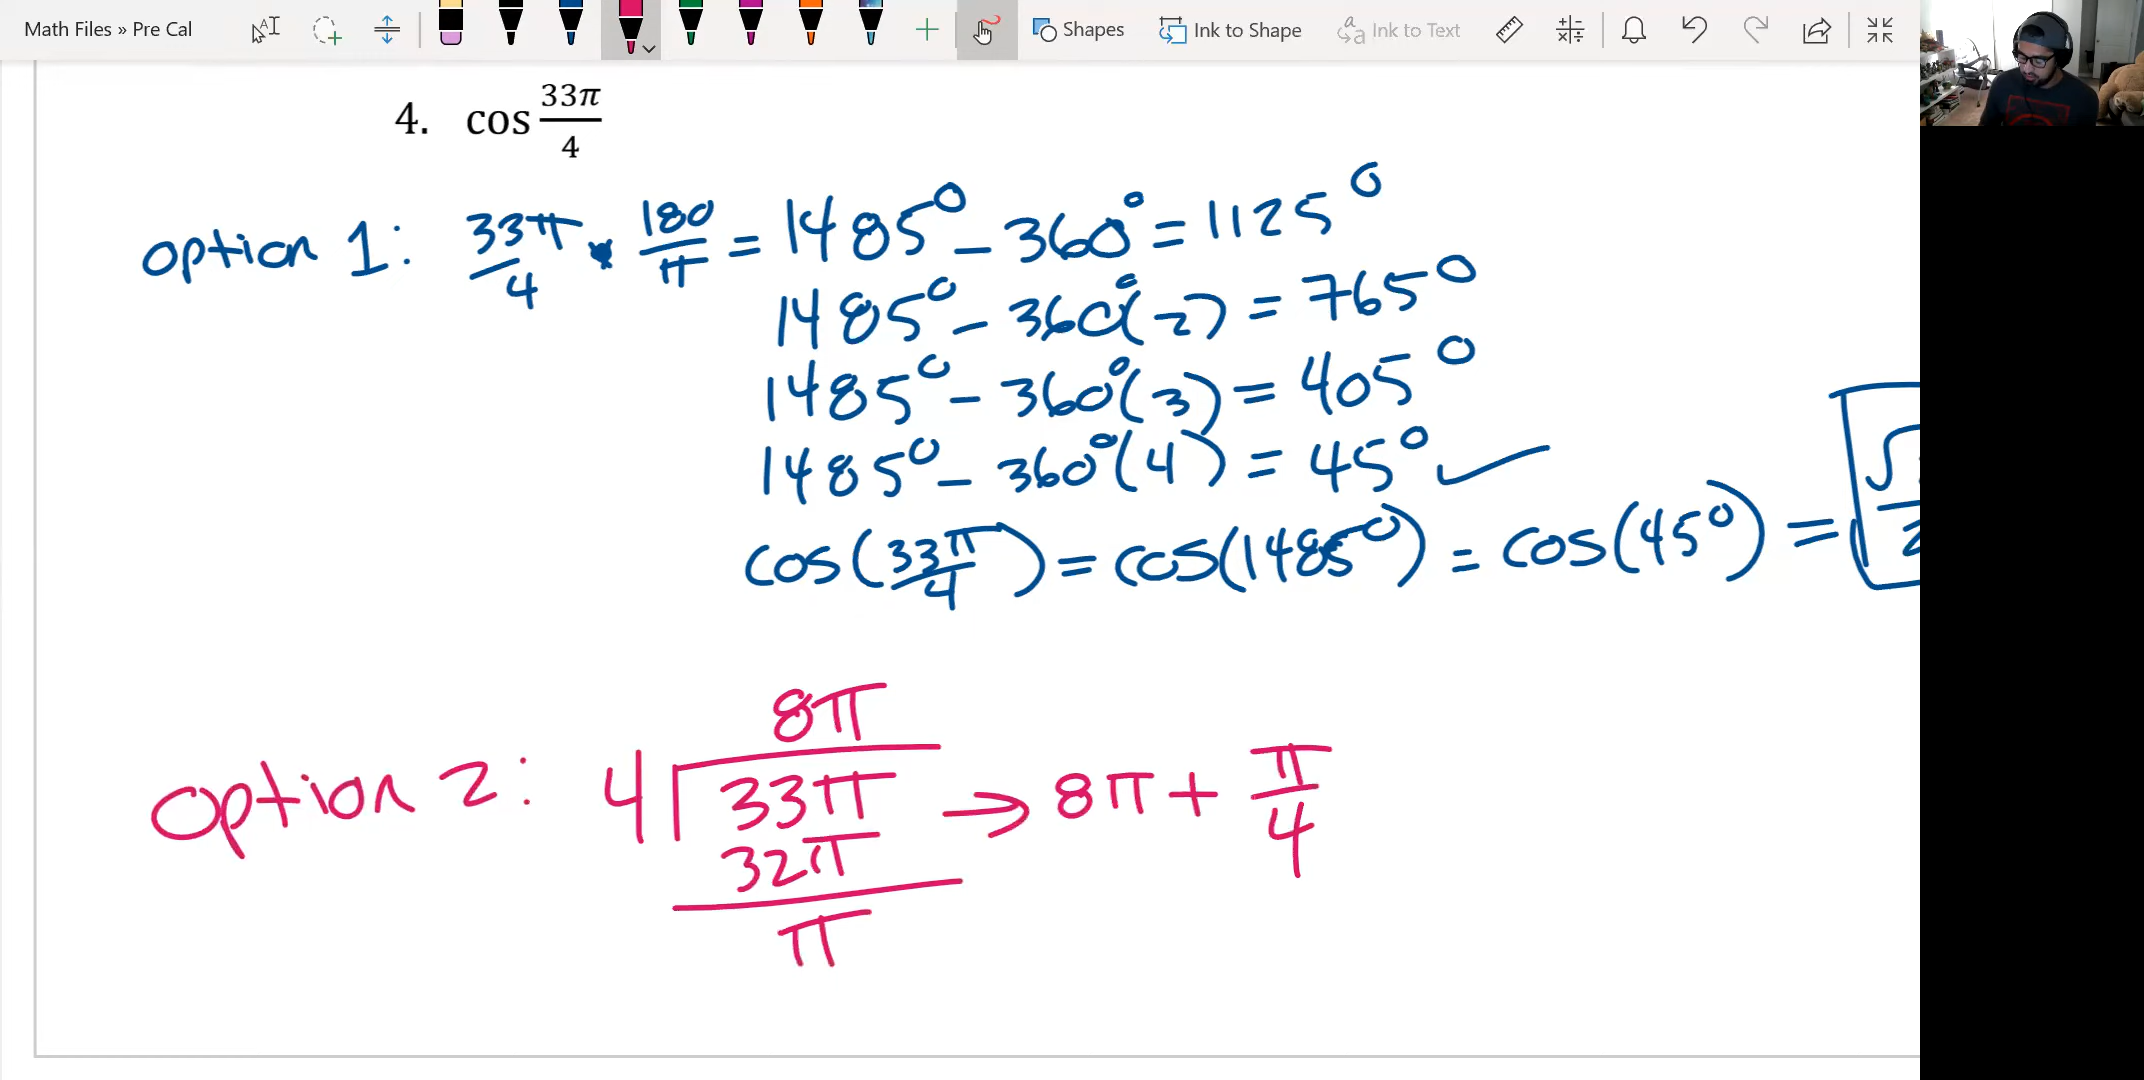 Math Files » Pre Cal Shapes Ink to Shape Ink to Text
4. cos 33π/4
option 1: 33π/4 • 180/π = 1485° - 360° = 1125°
1485° - 360°(2) = 765°
1485° - 360°(3) = 405°
1485° - 360°(4) = 45° ✓
cos(33π/4) = cos(1485°) = cos(45°) = √ /2
8π
option 2: 4 33π → 8π + π/4
32π
π